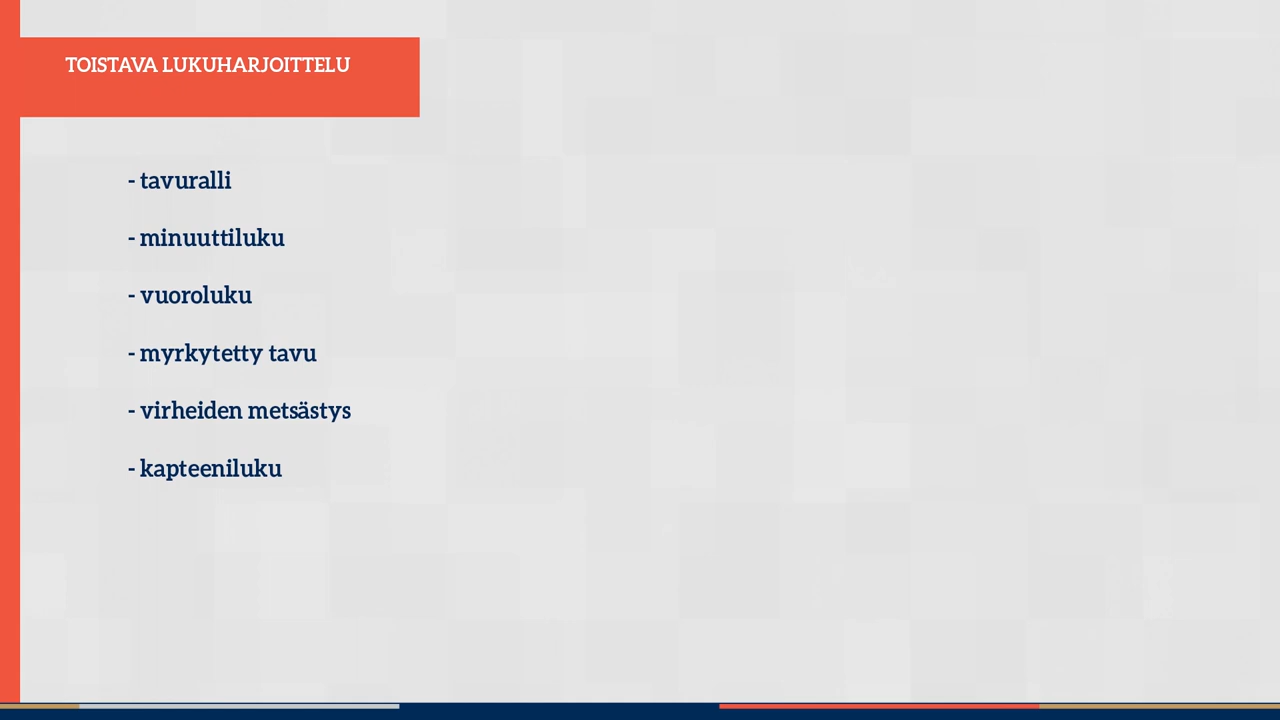 TOISTAVA LUKUHARJOITTELU
- tavuralli
- minuuttiluku
- vuoroluku
- myrkytetty tavu
- virheiden metsästys
- kapteeniluku